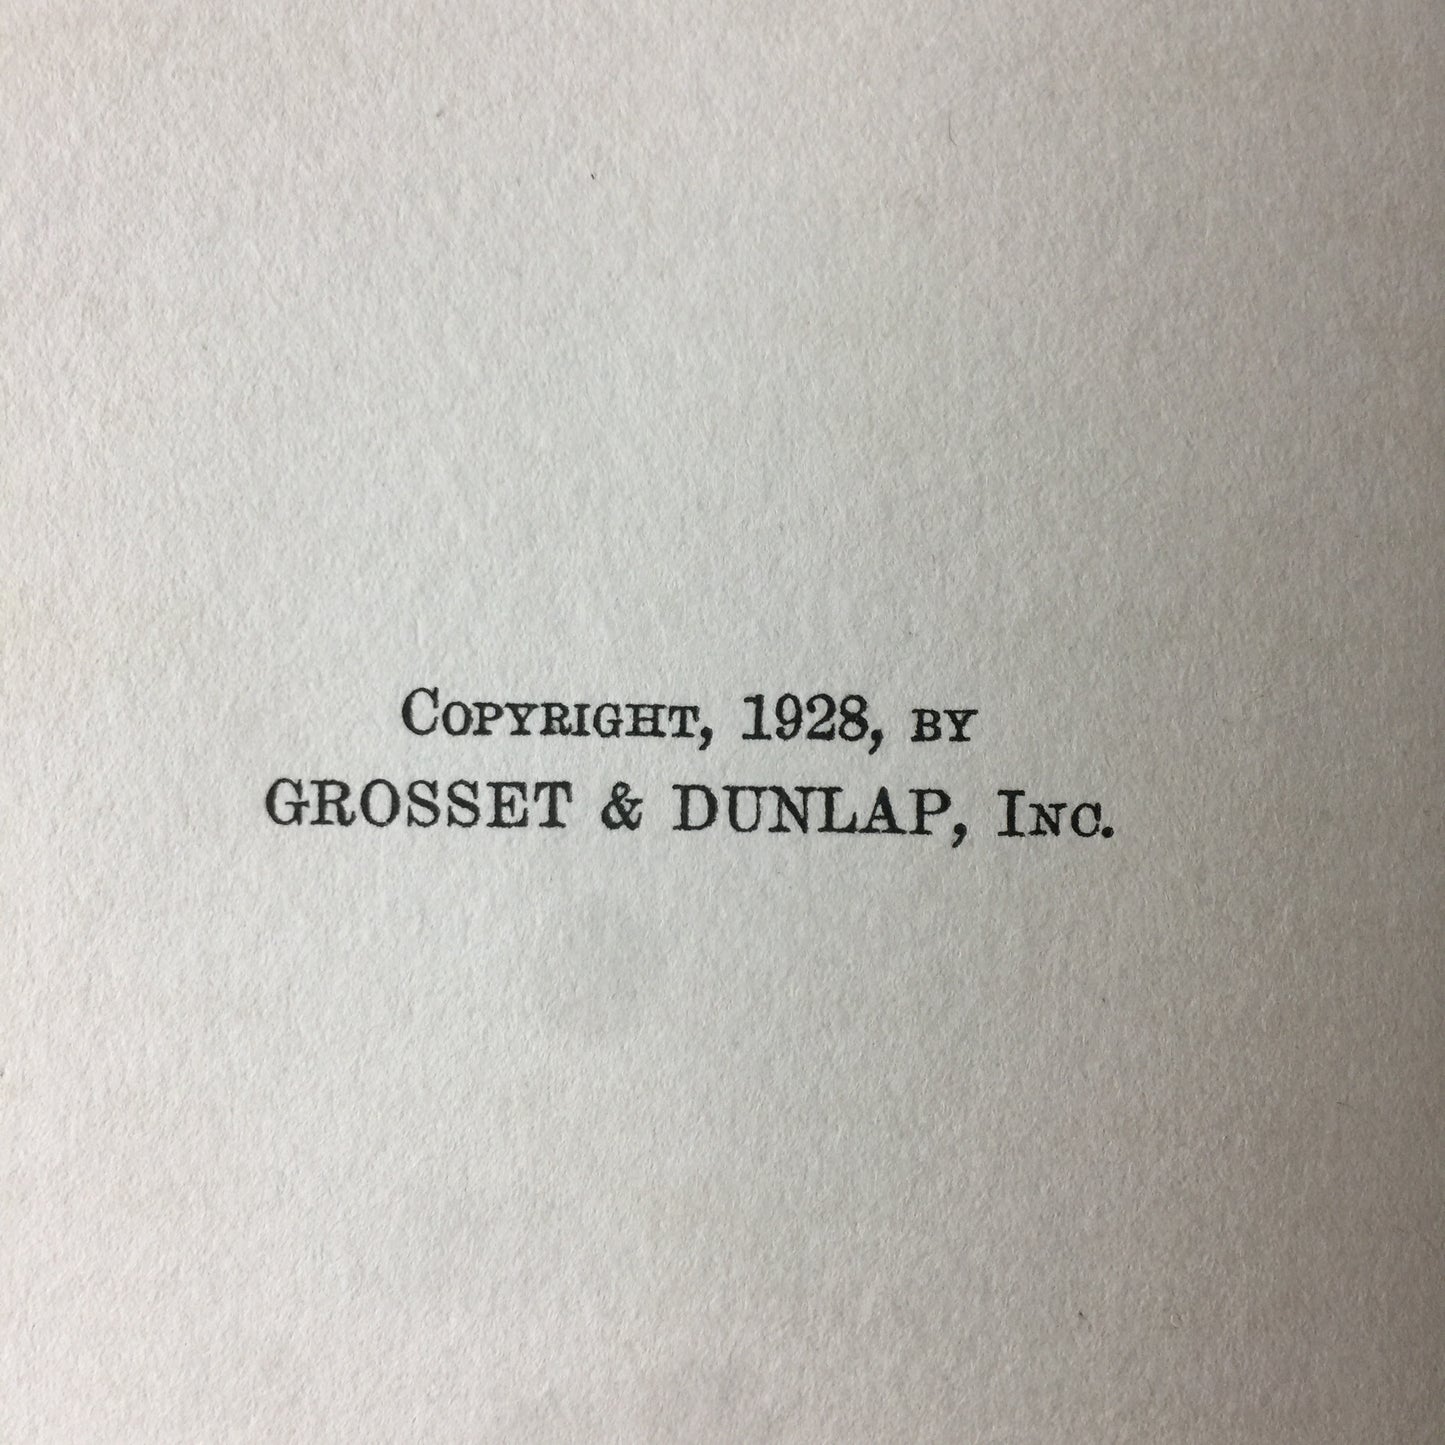 Copyright, 1928, by
GROSSET & DUNLAP, Inc.